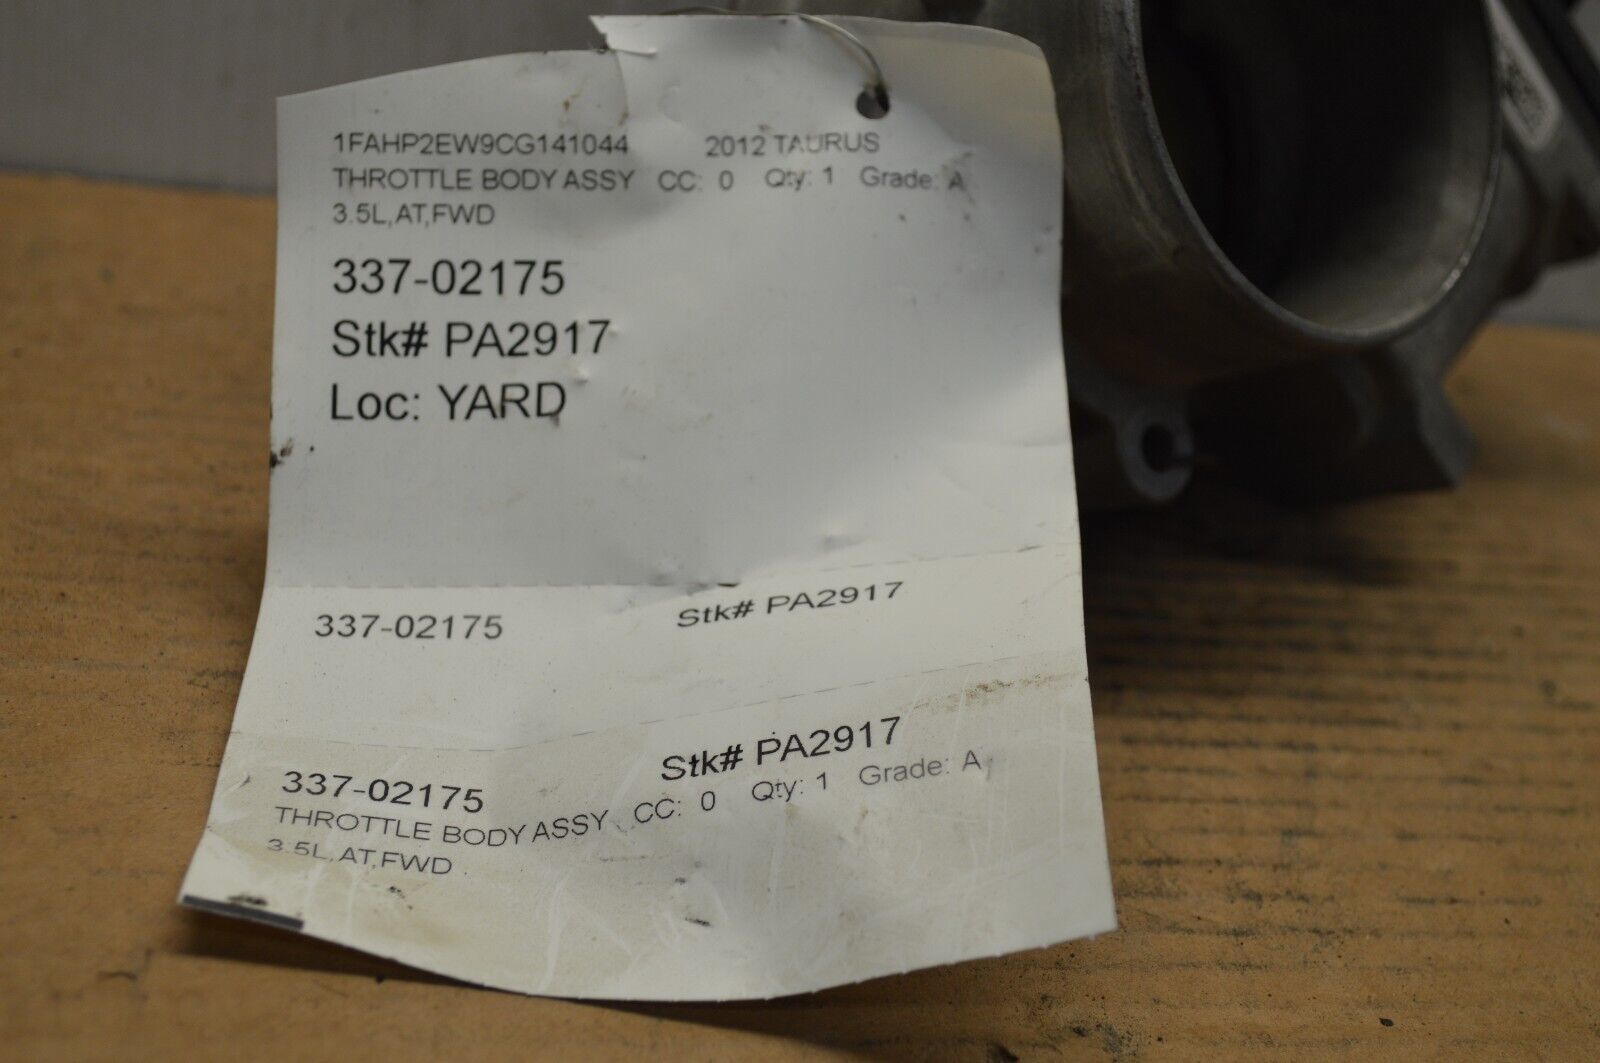 1FAHP2EW9CG141044 2012 TAURUS
THROTTLE BODY ASSY CC: 0 Qty: 1 Grade: A
3.5L,AT,FWD
337-02175
Stk# PA2917
Loc: YARD
337-02175 Stk# PA2917
337-02175 Stk# PA2917
THROTTLE BODY ASSY CC: 0 Qty: 1 Grade: A
3.5L,AT,FWD